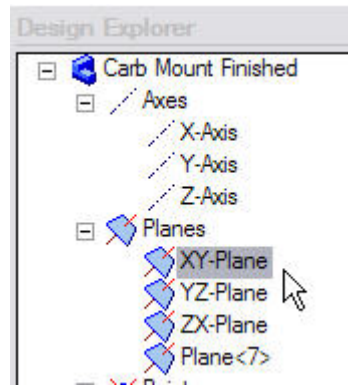 Design Explorer
Carb Mount Finished
Axes
X-Axis
Y-Axis
Z-Axis
Planes
XY-Plane
YZ-Plane
ZX-Plane
Plane<7>